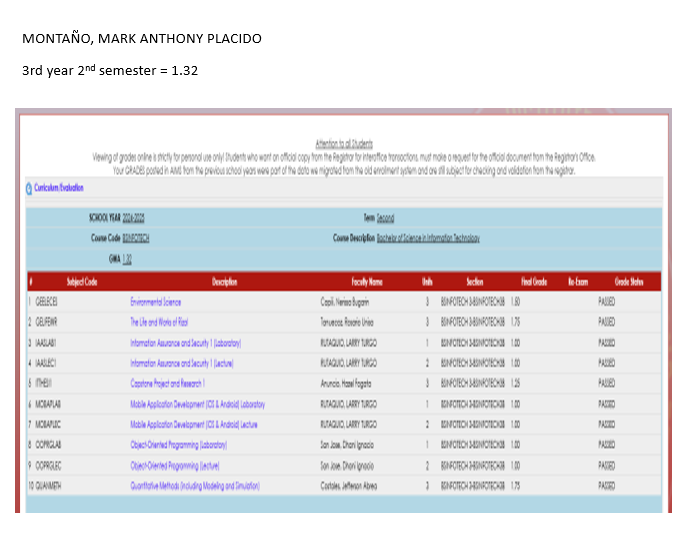 MONTAÑO, MARK ANTHONY PLACIDO
3rd year 2nd semester = 1.32
Attention to all Students
Viewing of grades online is strictly for personal use only! Students who want an official copy from the Registrar for interoffice transactions, must make a request for the official document from the Registrar's Office.
Your GRADES posted in AIMS from the previous school years were part of the data we migrated from the old enrollment system and are still subject for checking and validation from the registrar.
Curriculum/Evaluation
SCHOOL YEAR 2024-2025 Term Second
Course Code BSINFOTECH Course Description Bachelor of Science in Information Technology
GWA 1.32
# Subject Code Description Faculty Name Units Section Final Grade Re-Exam Grade Status
1 GEELECES Environmental Science Capil, Nerissa Bugarin 3 BSINFOTECH 3-BSINFOTECH3B 1.50 PASSED
2 GELIFEWR The Life and Works of Rizal Rosario 3 BSINFOTECH 3-BSINFOTECH3B 1.75 PASSED
3 IAASLAB1 Information Assurance and Security 1 (Laboratory) RUTAQUIO, LARRY TURGO 1 BSINFOTECH 3-BSINFOTECH3B 1.00 PASSED
4 IAASLEC1 Information Assurance and Security 1 (Lecture) RUTAQUIO, LARRY TURGO 2 BSINFOTECH 3-BSINFOTECH3B 1.00 PASSED
5 ITHESI1 Capstone Project and Research 1 Anuncio, Hazel Fogata 3 BSINFOTECH 3-BSINFOTECH3B 1.25 PASSED
6 MOBAPLAB Mobile Application Development (IOS & Android) Laboratory RUTAQUIO, LARRY TURGO 1 BSINFOTECH 3-BSINFOTECH3B 1.00 PASSED
7 MOBAPLEC Mobile Application Development (IOS & Android) Lecture RUTAQUIO, LARRY TURGO 2 BSINFOTECH 3-BSINFOTECH3B 1.00 PASSED
8 OOPRGLAB Object-Oriented Programming (Laboratory) San Jose, Dhani Ignacio 1 BSINFOTECH 3-BSINFOTECH3B 1.00 PASSED
9 OOPRGLEC Object-Oriented Programming (Lecture) San Jose, Dhani Ignacio 2 BSINFOTECH 3-BSINFOTECH3B 1.00 PASSED
10 QUANMETH Quantitative Methods (Including Modeling and Simulation) Jefferson Abrea 3 BSINFOTECH 3-BSINFOTECH3B 1.75 PASSED